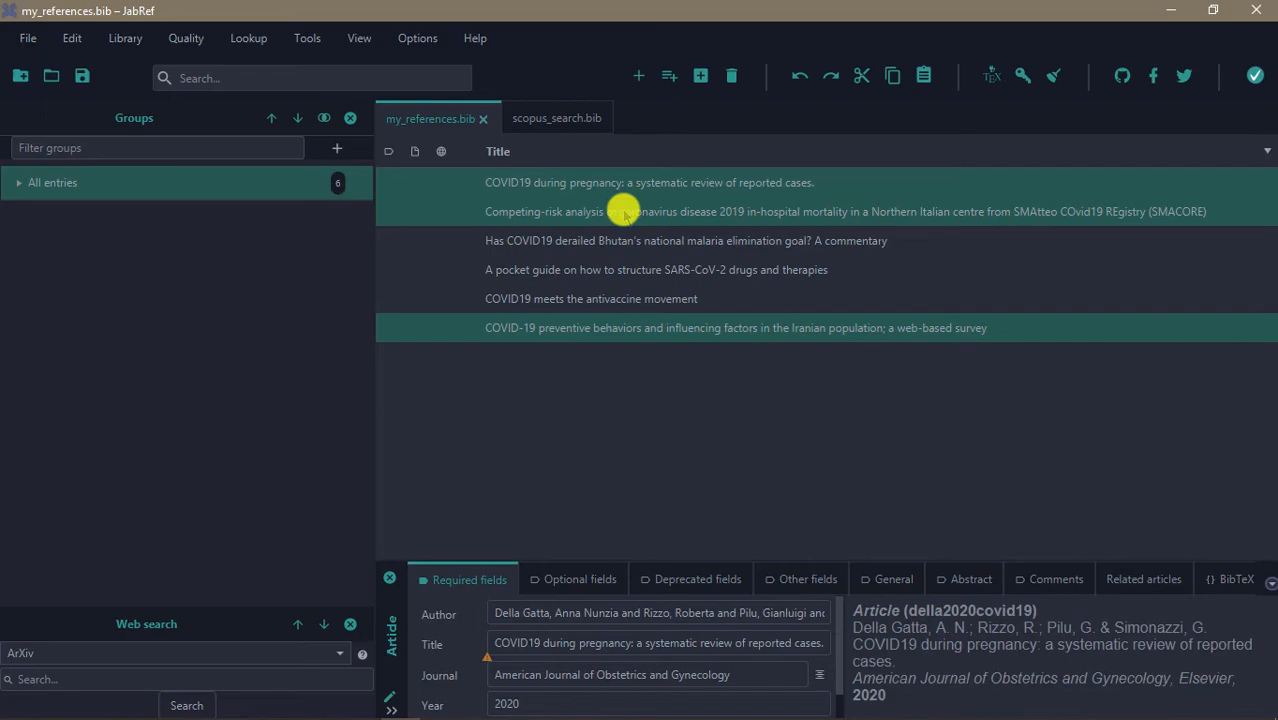 my_references.bib – JabRef
File Edit Library Quality Lookup Tools View Options Help
Search...
TEX
Groups
my_references.bib
scopus_search.bib
Filter groups
Title
All entries
6
COVID19 during pregnancy: a systematic review of reported cases.
Competing-risk analysis of coronavirus disease 2019 in-hospital mortality in a Northern Italian centre from SMAtteo COvid19 REgistry (SMACORE)
Has COVID19 derailed Bhutan's national malaria elimination goal? A commentary
A pocket guide on how to structure SARS-CoV-2 drugs and therapies
COVID19 meets the antivaccine movement
COVID-19 preventive behaviors and influencing factors in the Iranian population; a web-based survey
Required fields
Optional fields
Deprecated fields
Other fields
General
Abstract
Comments
Related articles
{} BibTeX
Article
Author
Della Gatta, Anna Nunzia and Rizzo, Roberta and Pilu, Gianluigi and
Title
COVID19 during pregnancy: a systematic review of reported cases.
Journal
American Journal of Obstetrics and Gynecology
Year
2020
Article (della2020covid19)
Della Gatta, A. N.; Rizzo, R.; Pilu, G. & Simonazzi, G.
COVID19 during pregnancy: a systematic review of reported
cases.
American Journal of Obstetrics and Gynecology, Elsevier,
2020
Web search
ArXiv
Search...
Search